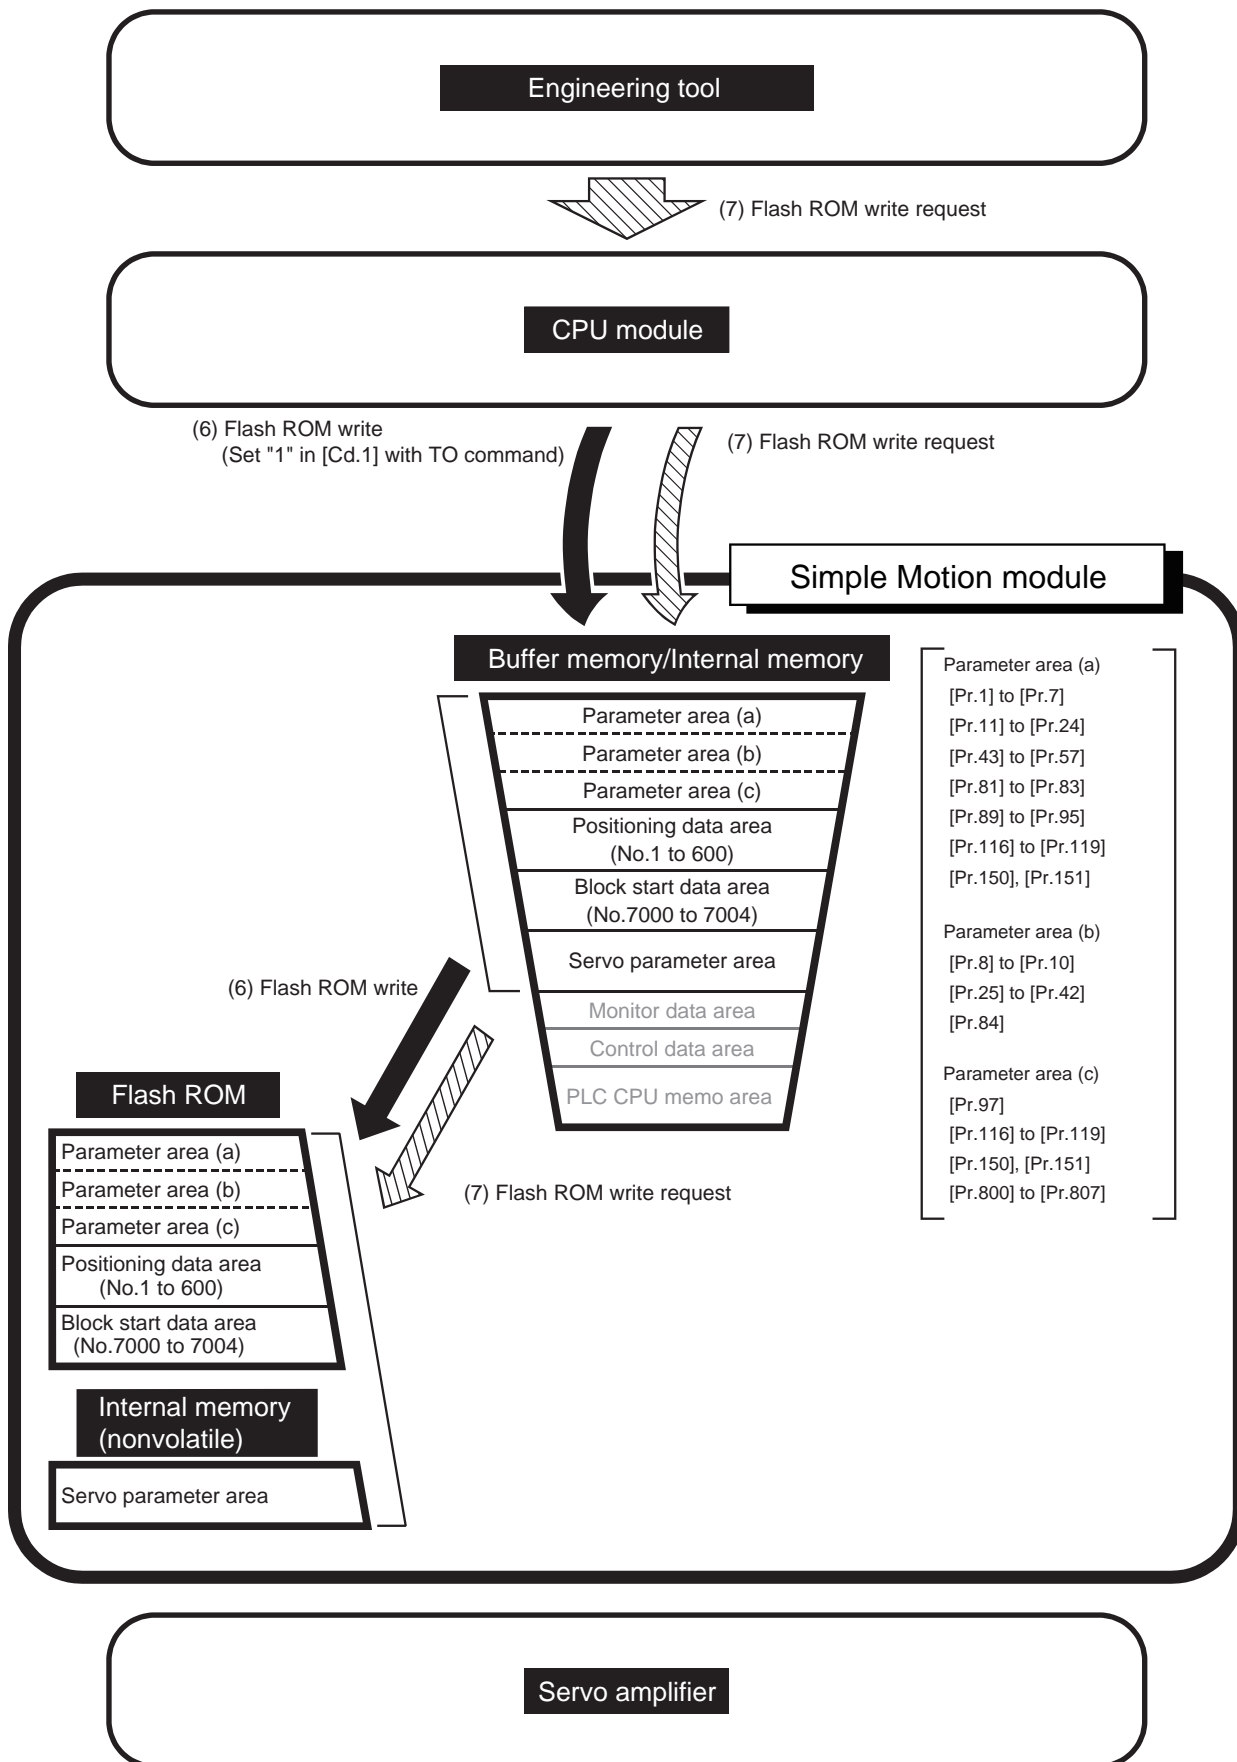 Engineering tool
(7) Flash ROM write request
CPU module
(6) Flash ROM write
(Set "1" in [Cd.1] with TO command)
(7) Flash ROM write request
Simple Motion module
Buffer memory/Internal memory
Parameter area (a)
Parameter area (b)
Parameter area (c)
Positioning data area
(No.1 to 600)
Block start data area
(No.7000 to 7004)
Servo parameter area
Monitor data area
Control data area
PLC CPU memo area
Parameter area (a)
[Pr.1] to [Pr.7]
[Pr.11] to [Pr.24]
[Pr.43] to [Pr.57]
[Pr.81] to [Pr.83]
[Pr.89] to [Pr.95]
[Pr.116] to [Pr.119]
[Pr.150], [Pr.151]
Parameter area (b)
[Pr.8] to [Pr.10]
[Pr.25] to [Pr.42]
[Pr.84]
Parameter area (c)
[Pr.97]
[Pr.116] to [Pr.119]
[Pr.150], [Pr.151]
[Pr.800] to [Pr.807]
(6) Flash ROM write
(7) Flash ROM write request
Flash ROM
Parameter area (a)
Parameter area (b)
Parameter area (c)
Positioning data area
(No.1 to 600)
Block start data area
(No.7000 to 7004)
Internal memory
(nonvolatile)
Servo parameter area
Servo amplifier